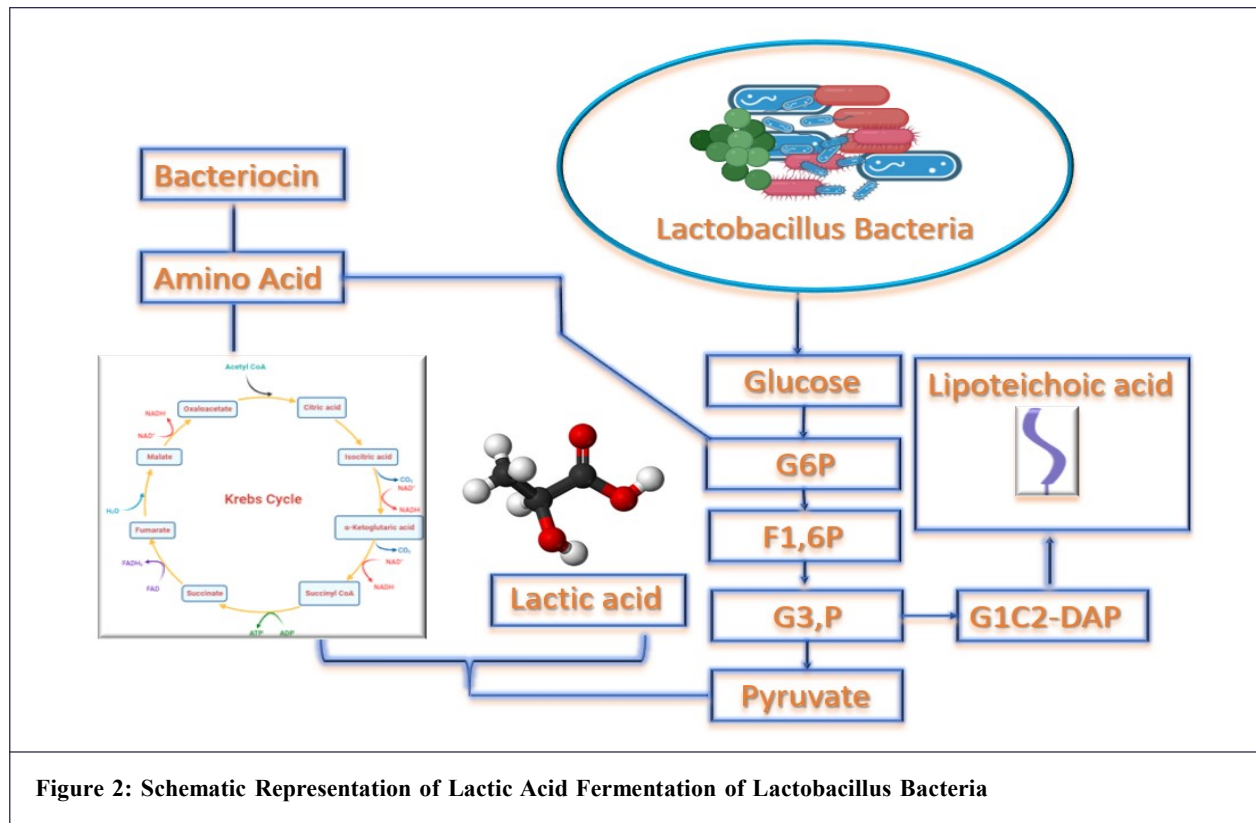 Lactobacillus Bacteria
Bacteriocin
Amino Acid
Glucose
Lipoteichoic acid
G6P
F1,6P
G3,P
G1C2-DAP
Pyruvate
Lactic acid
Krebs Cycle
Acetyl CoA
Citric acid
Isocitric acid
CO₂
NAD⁺
NADH
α-Ketoglutaric acid
CO₂
NAD⁺
NADH
Succinyl CoA
ADP
ATP
Succinate
FAD
FADH₂
Fumarate
H₂O
Malate
NAD⁺
NADH
Oxaloacetate
Figure 2: Schematic Representation of Lactic Acid Fermentation of Lactobacillus Bacteria